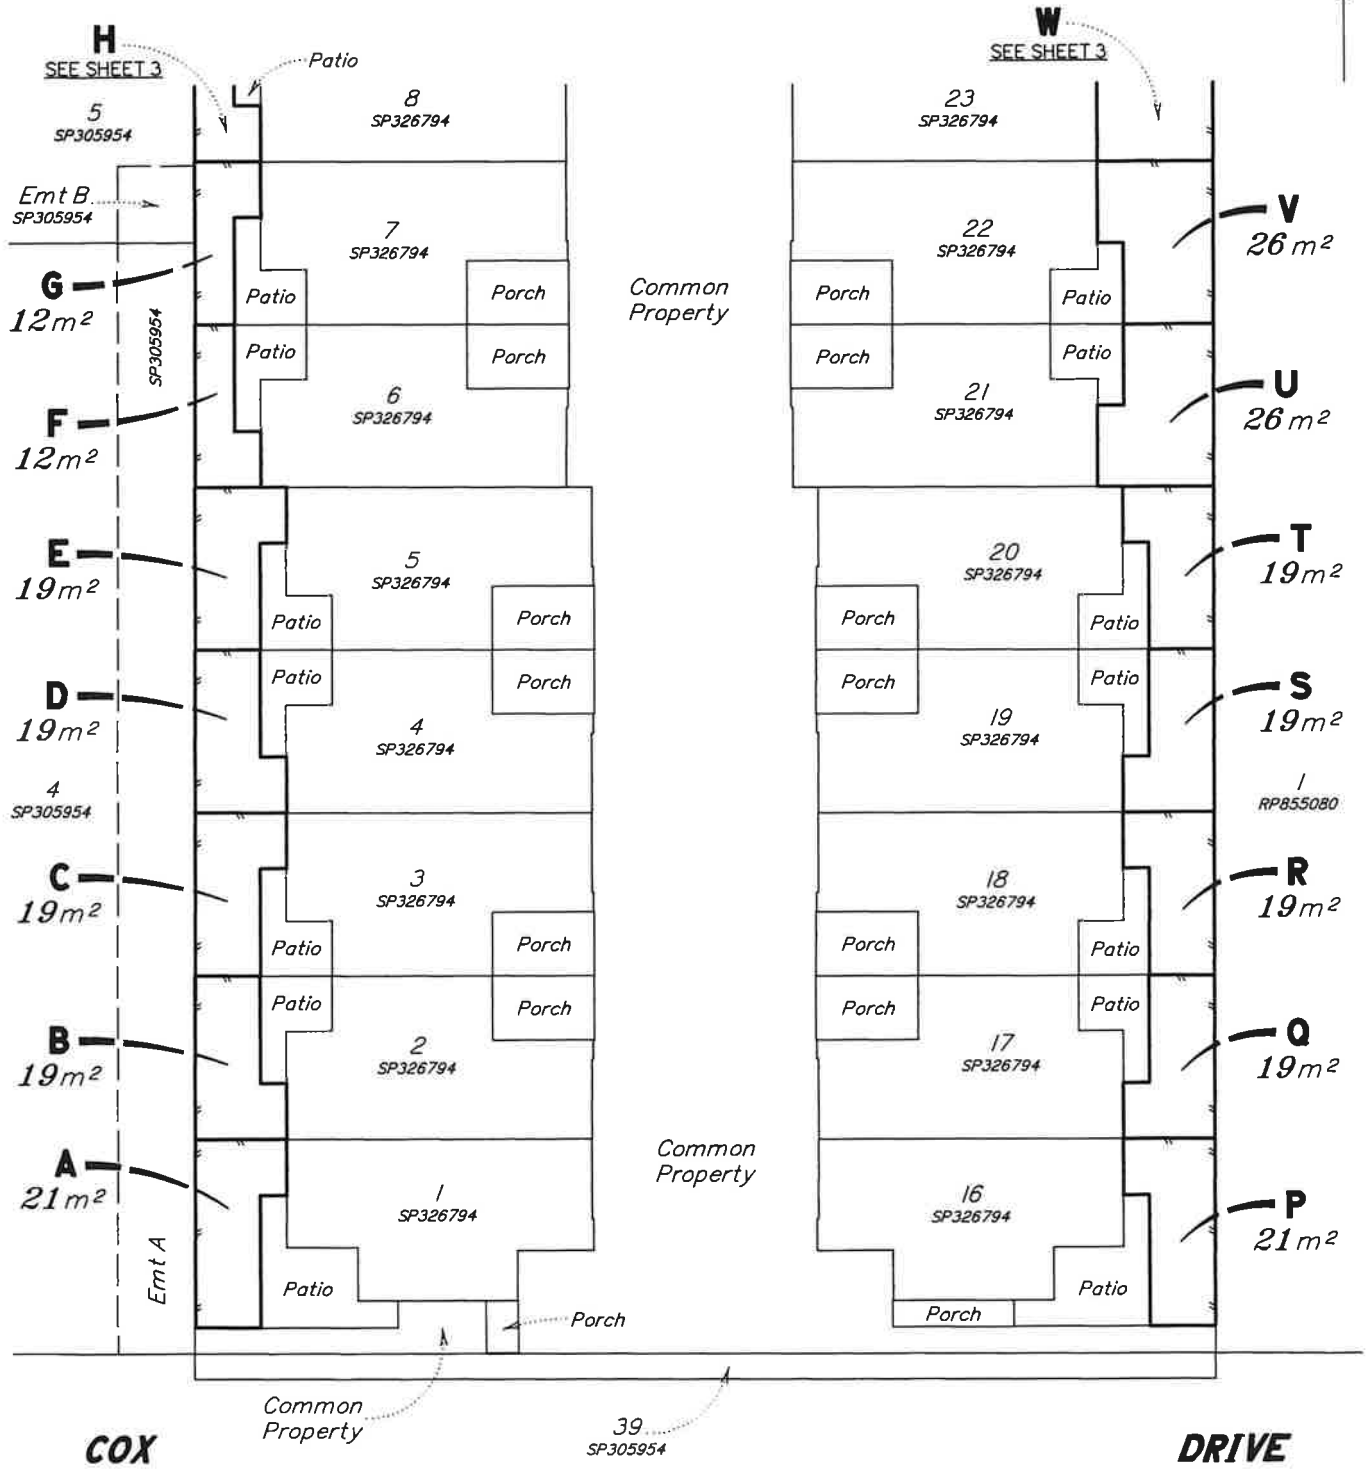 H
SEE SHEET 3
Patio
W
SEE SHEET 3
5
SP305954
8
SP326794
23
SP326794
Emt B
SP305954
7
SP326794
22
SP326794
V
26 m²
G
12m²
Patio
Porch
Common
Property
Porch
Patio
SP305954
Patio
Porch
Porch
Patio
F
12m²
6
SP326794
21
SP326794
U
26 m²
E
19m²
5
SP326794
20
SP326794
T
19m²
Patio
Porch
Porch
Patio
D
19m²
Patio
Porch
Porch
Patio
S
19m²
4
SP326794
19
SP326794
4
SP305954
1
RP855080
C
19m²
3
SP326794
18
SP326794
R
19m²
Patio
Porch
Porch
Patio
Patio
Porch
Porch
Patio
B
19m²
2
SP326794
17
SP326794
Q
19m²
Common
Property
A
21m²
1
SP326794
16
SP326794
P
21m²
Emt A
Patio
Porch
Porch
Patio
Common
Property
39
SP305954
COX
DRIVE